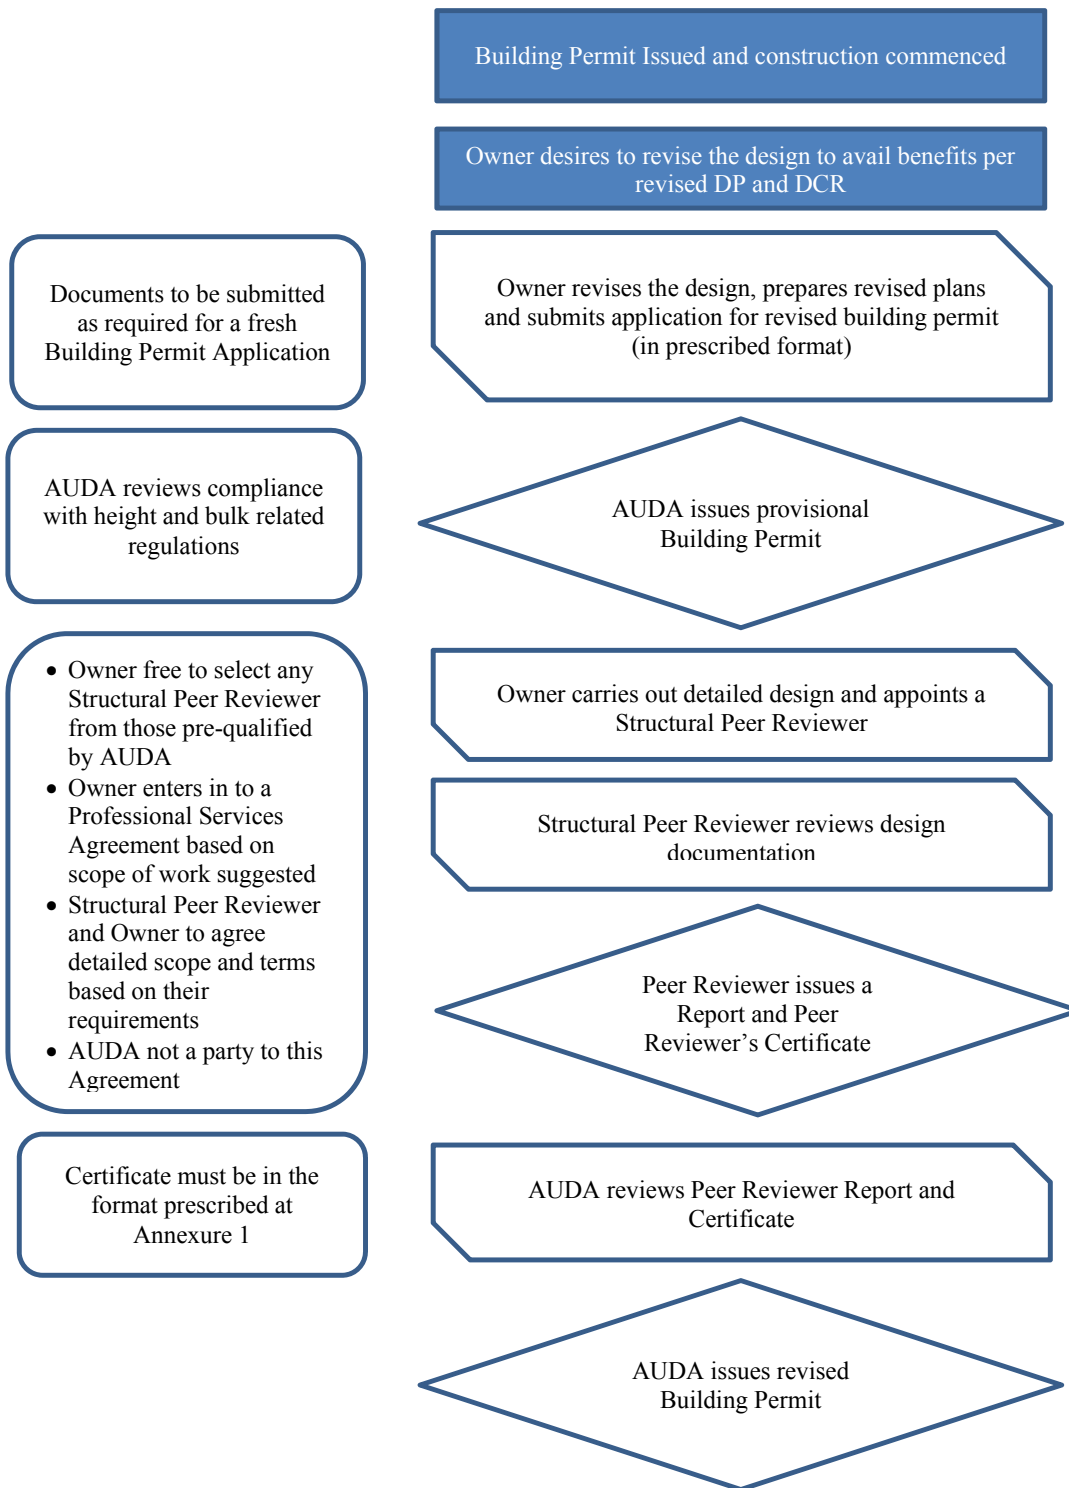 Building Permit Issued and construction commenced
Owner desires to revise the design to avail benefits per
revised DP and DCR
Documents to be submitted
as required for a fresh
Building Permit Application
Owner revises the design, prepares revised plans
and submits application for revised building permit
(in prescribed format)
AUDA reviews compliance
with height and bulk related
regulations
AUDA issues provisional
Building Permit
• Owner free to select any
Structural Peer Reviewer
from those pre-qualified
by AUDA
• Owner enters in to a
Professional Services
Agreement based on
scope of work suggested
• Structural Peer Reviewer
and Owner to agree
detailed scope and terms
based on their
requirements
• AUDA not a party to this
Agreement
Owner carries out detailed design and appoints a
Structural Peer Reviewer
Structural Peer Reviewer reviews design
documentation
Peer Reviewer issues a
Report and Peer
Reviewer’s Certificate
Certificate must be in the
format prescribed at
Annexure 1
AUDA reviews Peer Reviewer Report and
Certificate
AUDA issues revised
Building Permit